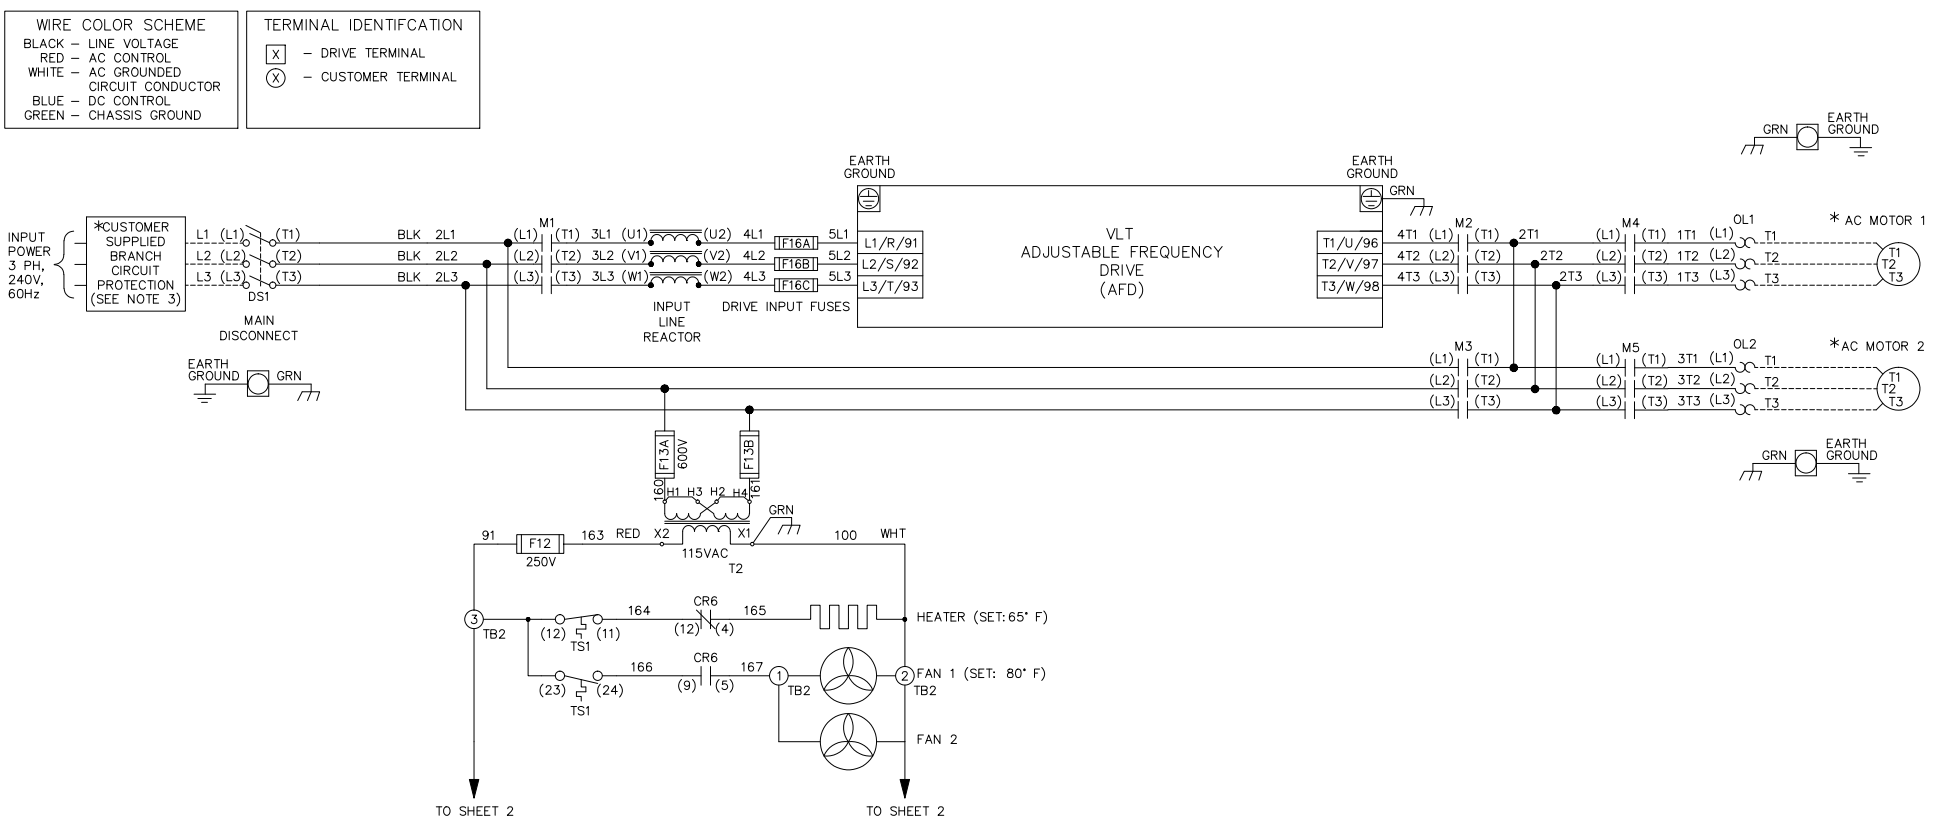 WIRE COLOR SCHEME
BLACK – LINE VOLTAGE
RED – AC CONTROL
WHITE – AC GROUNDED
CIRCUIT CONDUCTOR
BLUE – DC CONTROL
GREEN – CHASSIS GROUND
TERMINAL IDENTIFCATION
X – DRIVE TERMINAL
X – CUSTOMER TERMINAL
GRN
EARTH
GROUND
EARTH
GROUND
EARTH
GROUND
GRN
INPUT
POWER
3 PH,
240V,
60Hz
*CUSTOMER
SUPPLIED
BRANCH
CIRCUIT
PROTECTION
(SEE NOTE 3)
L1 (L1) (T1) BLK 2L1 (L1) M1 (T1) 3L1 (U1) (U2) 4L1 F16A 5L1 L1/R/91
L2 (L2) (T2) BLK 2L2 (L2) (T2) 3L2 (V1) (V2) 4L2 F16B 5L2 L2/S/92
L3 (L3) (T3) BLK 2L3 (L3) (T3) 3L3 (W1) (W2) 4L3 F16C 5L3 L3/T/93
DS1
MAIN
DISCONNECT
INPUT
LINE
REACTOR
DRIVE INPUT FUSES
VLT
ADJUSTABLE FREQUENCY
DRIVE
(AFD)
T1/U/96 4T1 (L1) M2 (T1) 2T1 (L1) M4 (T1) 1T1 (L1) OL1 T1
T2/V/97 4T2 (L2) (T2) 2T2 (L2) (T2) 1T2 (L2) T2
T3/W/98 4T3 (L3) (T3) 2T3 (L3) (T3) 1T3 (L3) T3
* AC MOTOR 1
T1
T2
T3
EARTH
GROUND
GRN
(L1) M3 (T1) (L1) M5 (T1) 3T1 (L1) OL2 T1
(L2) (T2) (L2) (T2) 3T2 (L2) T2
(L3) (T3) (L3) (T3) 3T3 (L3) T3
* AC MOTOR 2
T1
T2
T3
GRN
EARTH
GROUND
F13A
600V
F13B
160
161
H1 H3 H2 H4
GRN
91 F12 163 RED X2 X1 100 WHT
250V
115VAC
T2
3
TB2
(12) (11)
TS1
164
CR6
(12) (4)
165
HEATER (SET: 65° F)
(23) (24)
TS1
166
CR6
(9) (5)
167
1
TB2
2
TB2
FAN 1 (SET: 80° F)
FAN 2
TO SHEET 2
TO SHEET 2